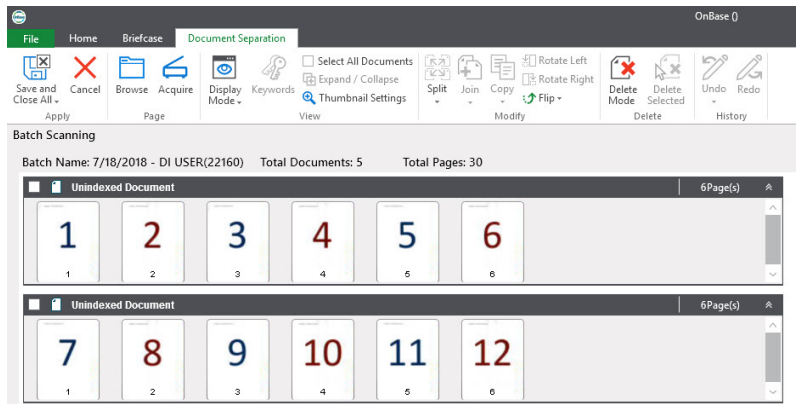 OnBase ()
File Home Briefcase Document Separation
Save and Close All Cancel Browse Acquire Display Mode Keywords
Select All Documents
Expand / Collapse
Thumbnail Settings
Split Join Copy
Rotate Left
Rotate Right
Flip
Delete Mode Delete Selected Undo Redo
Apply Page View Modify Delete History
Batch Scanning
Batch Name: 7/18/2018 - DI USER(22160) Total Documents: 5 Total Pages: 30
Unindexed Document 6Page(s)
1 2 3 4 5 6
1 2 3 4 5 6
Unindexed Document 6Page(s)
7 8 9 10 11 12
1 2 3 4 5 6